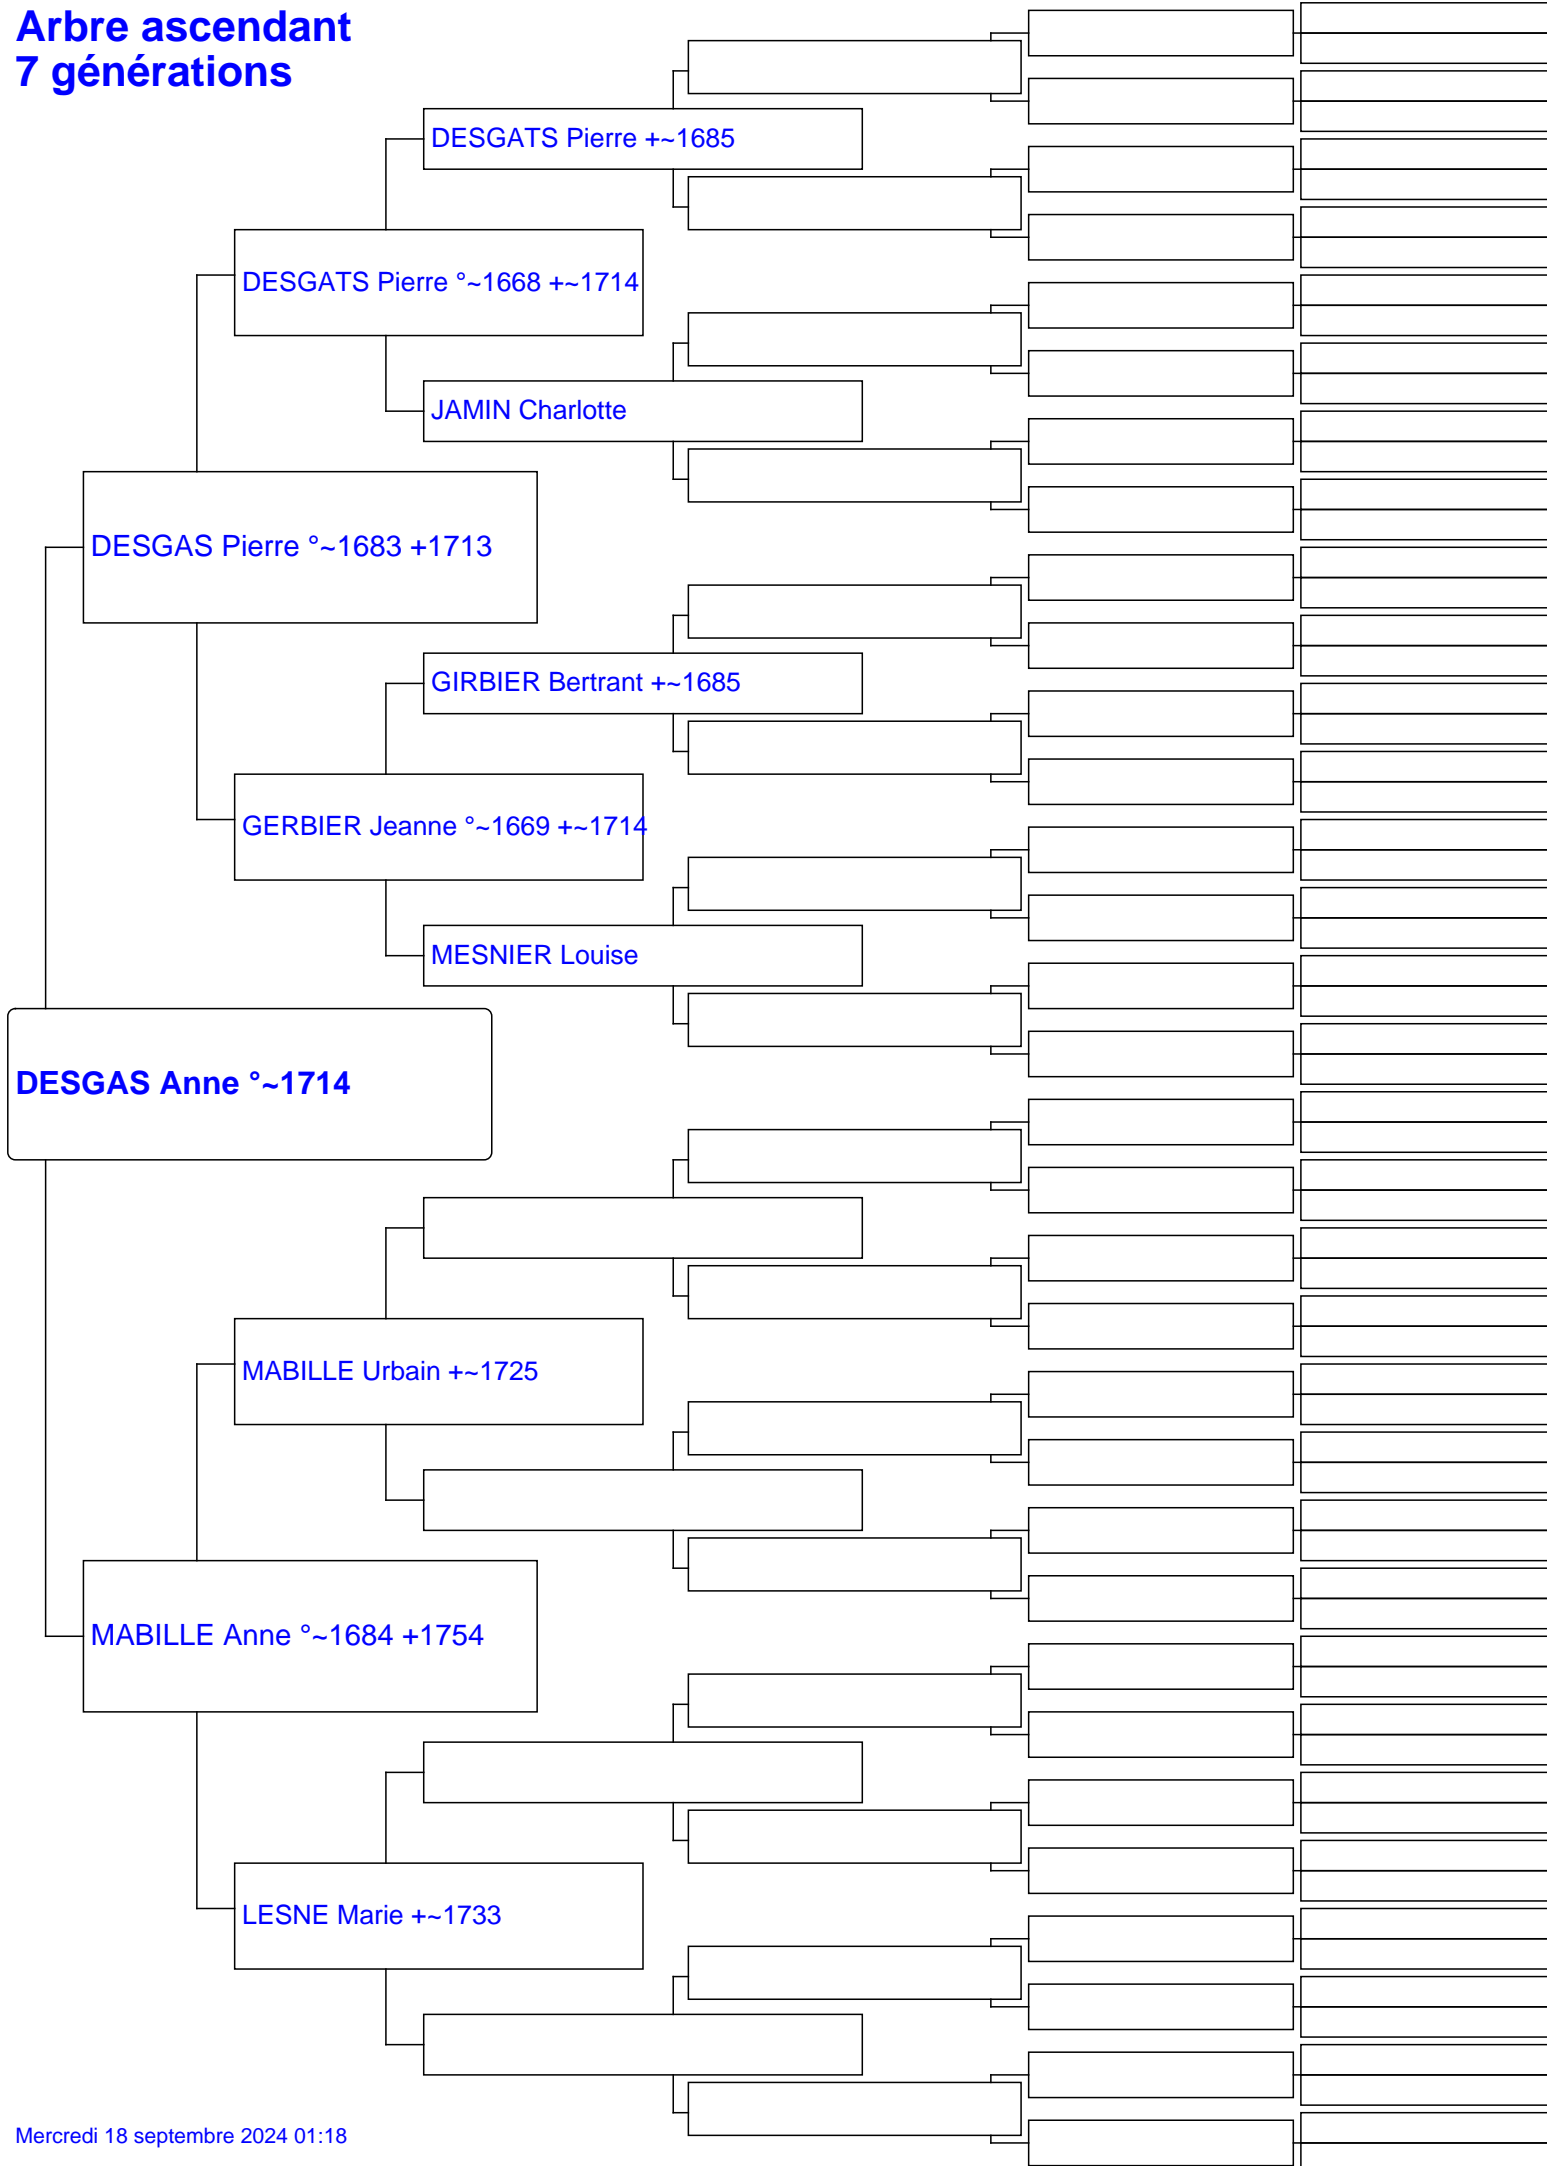 Arbre ascendant
7 générations
DESGATS Pierre +~1685
DESGATS Pierre °~1668 +~1714
JAMIN Charlotte
DESGAS Pierre °~1683 +1713
GIRBIER Bertrant +~1685
GERBIER Jeanne °~1669 +~1714
MESNIER Louise
DESGAS Anne °~1714
MABILLE Urbain +~1725
MABILLE Anne °~1684 +1754
LESNE Marie +~1733
Mercredi 18 septembre 2024 01:18